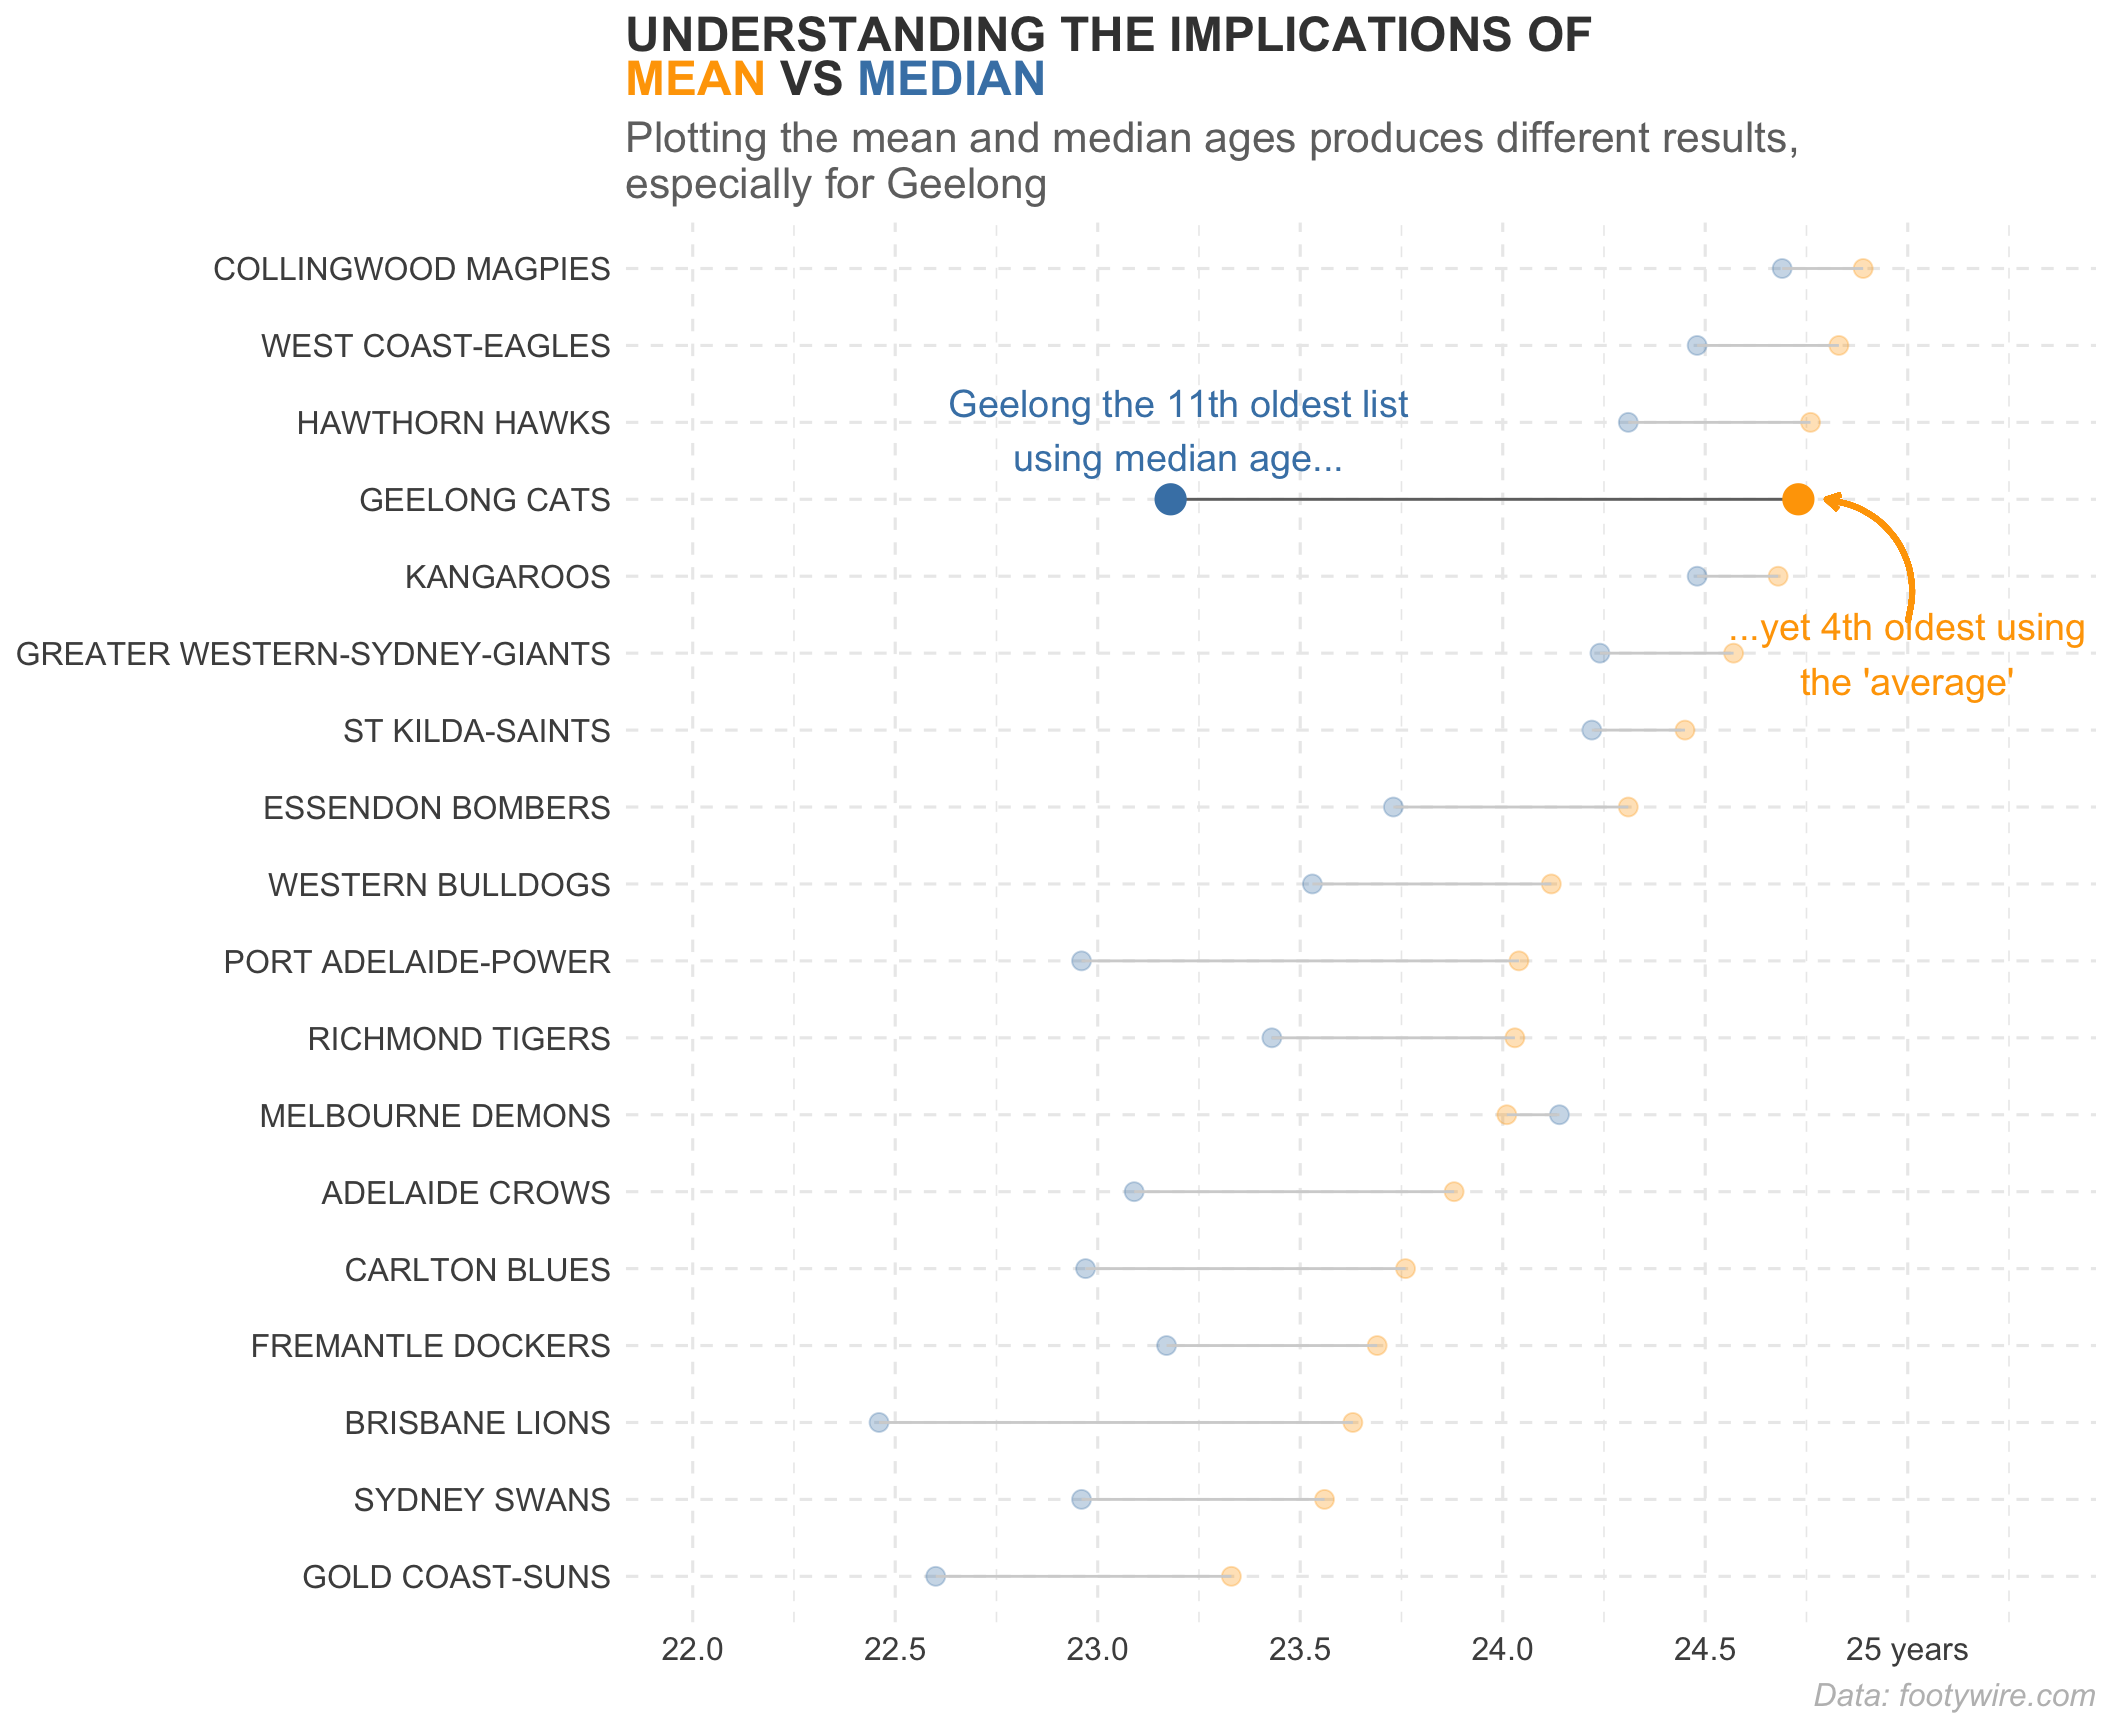 UNDERSTANDING THE IMPLICATIONS OF
MEAN VS MEDIAN
Plotting the mean and median ages produces different results,
especially for Geelong
COLLINGWOOD MAGPIES
WEST COAST-EAGLES
HAWTHORN HAWKS
Geelong the 11th oldest list
using median age...
GEELONG CATS
KANGAROOS
GREATER WESTERN-SYDNEY-GIANTS
...yet 4th oldest using
the 'average'
ST KILDA-SAINTS
ESSENDON BOMBERS
WESTERN BULLDOGS
PORT ADELAIDE-POWER
RICHMOND TIGERS
MELBOURNE DEMONS
ADELAIDE CROWS
CARLTON BLUES
FREMANTLE DOCKERS
BRISBANE LIONS
SYDNEY SWANS
GOLD COAST-SUNS
22.0 22.5 23.0 23.5 24.0 24.5 25 years
Data: footywire.com